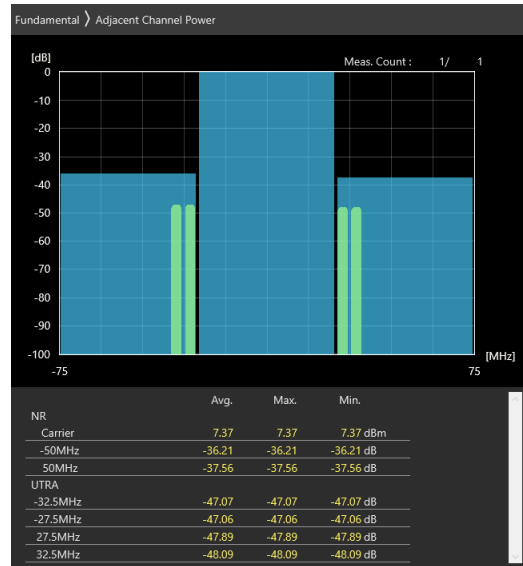 Fundamental ❭ Adjacent Channel Power
[dB]
Meas. Count : 1/ 1
0
-10
-20
-30
-40
-50
-60
-70
-80
-90
-100
[MHz]
-75 75
Avg. Max. Min.
NR
Carrier 7.37 7.37 7.37 dBm
-50MHz -36.21 -36.21 -36.21 dB
50MHz -37.56 -37.56 -37.56 dB
UTRA
-32.5MHz -47.07 -47.07 -47.07 dB
-27.5MHz -47.06 -47.06 -47.06 dB
27.5MHz -47.89 -47.89 -47.89 dB
32.5MHz -48.09 -48.09 -48.09 dB